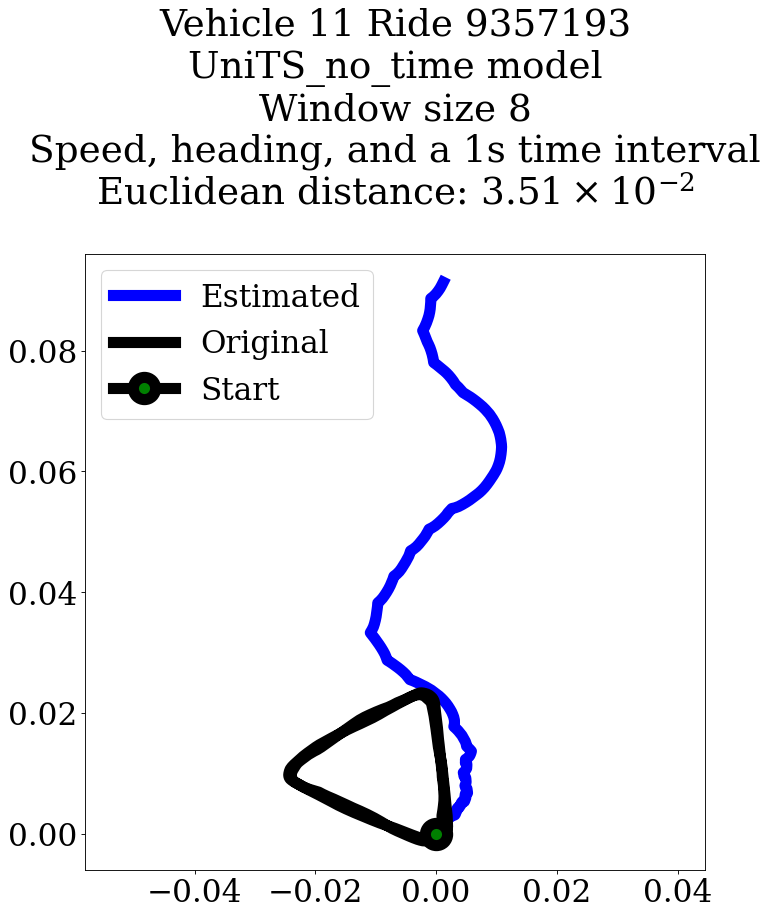 Vehicle 11 Ride 9357193
UniTS_no_time model
Window size 8
Speed, heading, and a 1s time interval
Euclidean distance: 3.51 × 10⁻²
Estimated
Original
Start
0.08
0.06
0.04
0.02
0.00
−0.04 −0.02 0.00 0.02 0.04